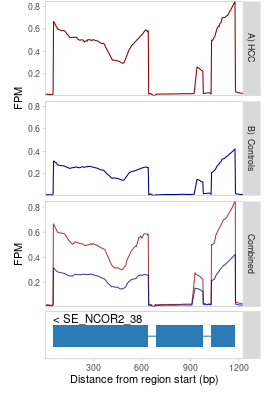 0.8
0.6
0.4
0.2
A) HCC
FPM
0.8
0.6
0.4
0.2
B) Controls
0.8
0.6
0.4
0.2
Combined
FPM
< SE_NCOR2_38
300 600 900 1200
Distance from region start (bp)